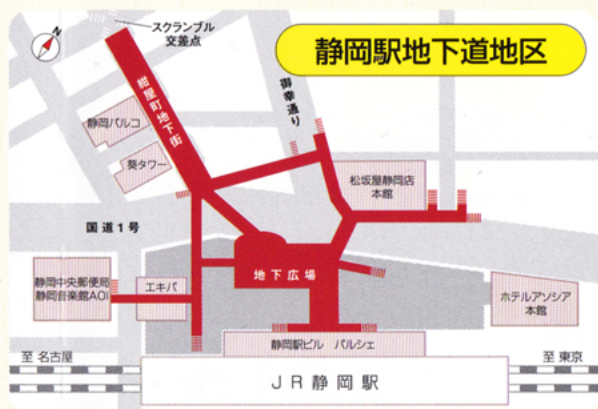 スクランブル
交差点
静岡駅地下道地区
紺屋町地下街
御幸通り
静岡パルコ
葵タワー
松坂屋静岡店
本館
国道1号
地下広場
静岡中央郵便局
静岡音楽館AOI
エキパ
ホテルアソシア
本館
静岡駅ビル パルシェ
至 名古屋
至 東京
JR静岡駅